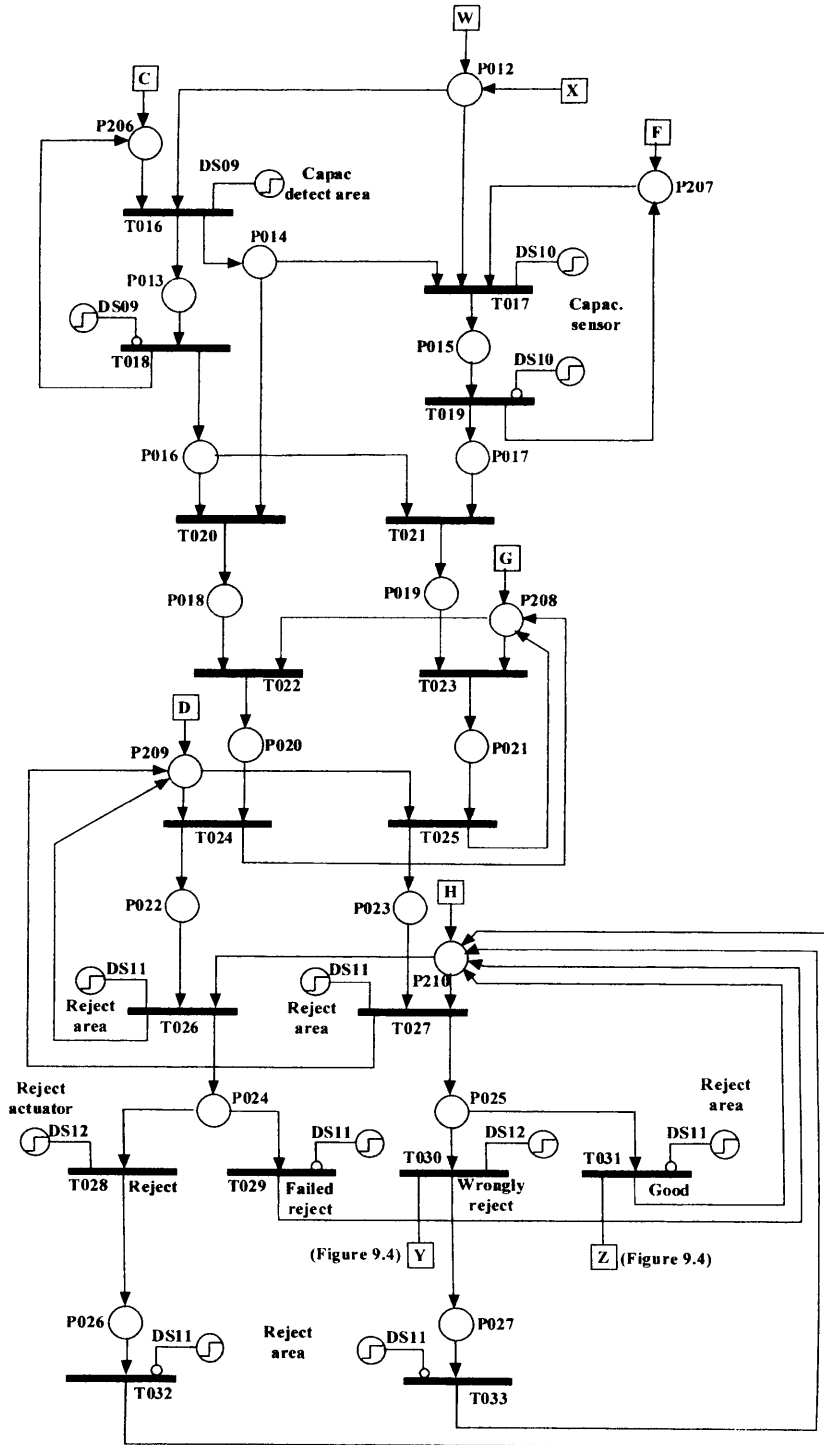 W
C
P012
X
P206
F
DS09
Capac
detect area
P207
T016
P014
DS10
P013
T017
DS09
Capac.
sensor
T018
P015
DS10
T019
P016
P017
T020
T021
G
P018
P019
P208
T022
T023
D
P209
P020
P021
T024
T025
P022
P023
H
DS11
DS11
P210
Reject
area
Reject
area
T026
T027
Reject
actuator
P024
P025
Reject
area
DS12
DS11
T030
DS12
T031
DS11
T028
Reject
T029
Failed
reject
Wrongly
reject
Good
(Figure 9.4)
Y
Z
(Figure 9.4)
P026
DS11
Reject
area
DS11
P027
T032
T033